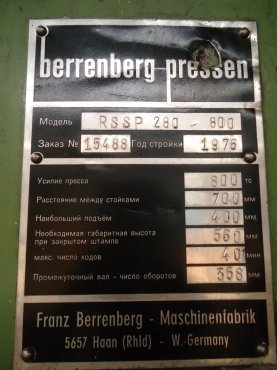 berrenberg pressen
Модель RSSP 280 - 800
Заказ № 15488 Год стройки 1976
Усилие пресса 800 тс
Расстояние между стойками 700 мм
Наибольший подъём 400 мм
Необходимая габаритная высота
при закрытом штампе 560 мм
макс. число ходов 40 мин
Промежуточный вал - число оборотов 358 мм
Franz Berrenberg - Maschinenfabrik
5657 Haan (Rhld) - W.-Germany